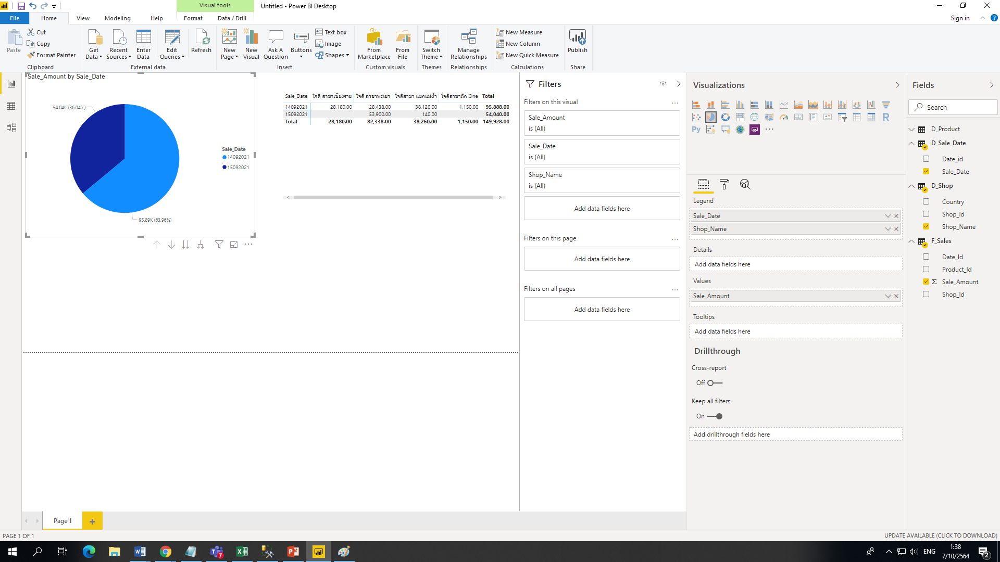 Visual tools
Untitled - Power BI Desktop
File
Home
View
Modeling
Help
Format
Data / Drill
Sign in
Paste
Cut
Copy
Format Painter
Clipboard
Get Data
Recent Sources
Enter Data
Edit Queries
Refresh
External data
New Page
New Visual
Ask A Question
Buttons
Text box
Image
Shapes
Insert
From Marketplace
From File
Custom visuals
Switch Theme
Themes
Manage Relationships
Relationships
New Measure
New Column
New Quick Measure
Calculations
Publish
Share
Sale_Amount by Sale_Date
54.04K (36.04%)
95.89K (63.96%)
Sale_Date
14092021
15092021
Sale_Date ใจดี สาขาเชียงราย ใจดี สาขาพะเยา ใจดีสาขา แยกแม่ต๋ำ ใจดีสาขาตึก One Total
14092021 28,180.00 28,438.00 38,120.00 1,150.00 95,888.00
15092021 53,900.00 140.00 54,040.00
Total 28,180.00 82,338.00 38,260.00 1,150.00 149,928.00
Filters
Filters on this visual
Sale_Amount
is (All)
Sale_Date
is (All)
Shop_Name
is (All)
Add data fields here
Filters on this page
Add data fields here
Filters on all pages
Add data fields here
Visualizations
R
Py
Legend
Sale_Date
Shop_Name
Details
Add data fields here
Values
Sale_Amount
Tooltips
Add data fields here
Drillthrough
Cross-report
Off
Keep all filters
On
Add drillthrough fields here
Fields
Search
D_Product
D_Sale_Date
Date_id
Sale_Date
D_Shop
Country
Shop_Id
Shop_Name
F_Sales
Date_Id
Product_Id
Σ Sale_Amount
Shop_Id
Page 1
PAGE 1 OF 1
UPDATE AVAILABLE (CLICK TO DOWNLOAD)
7
ENG
1:38
7/10/2564
2